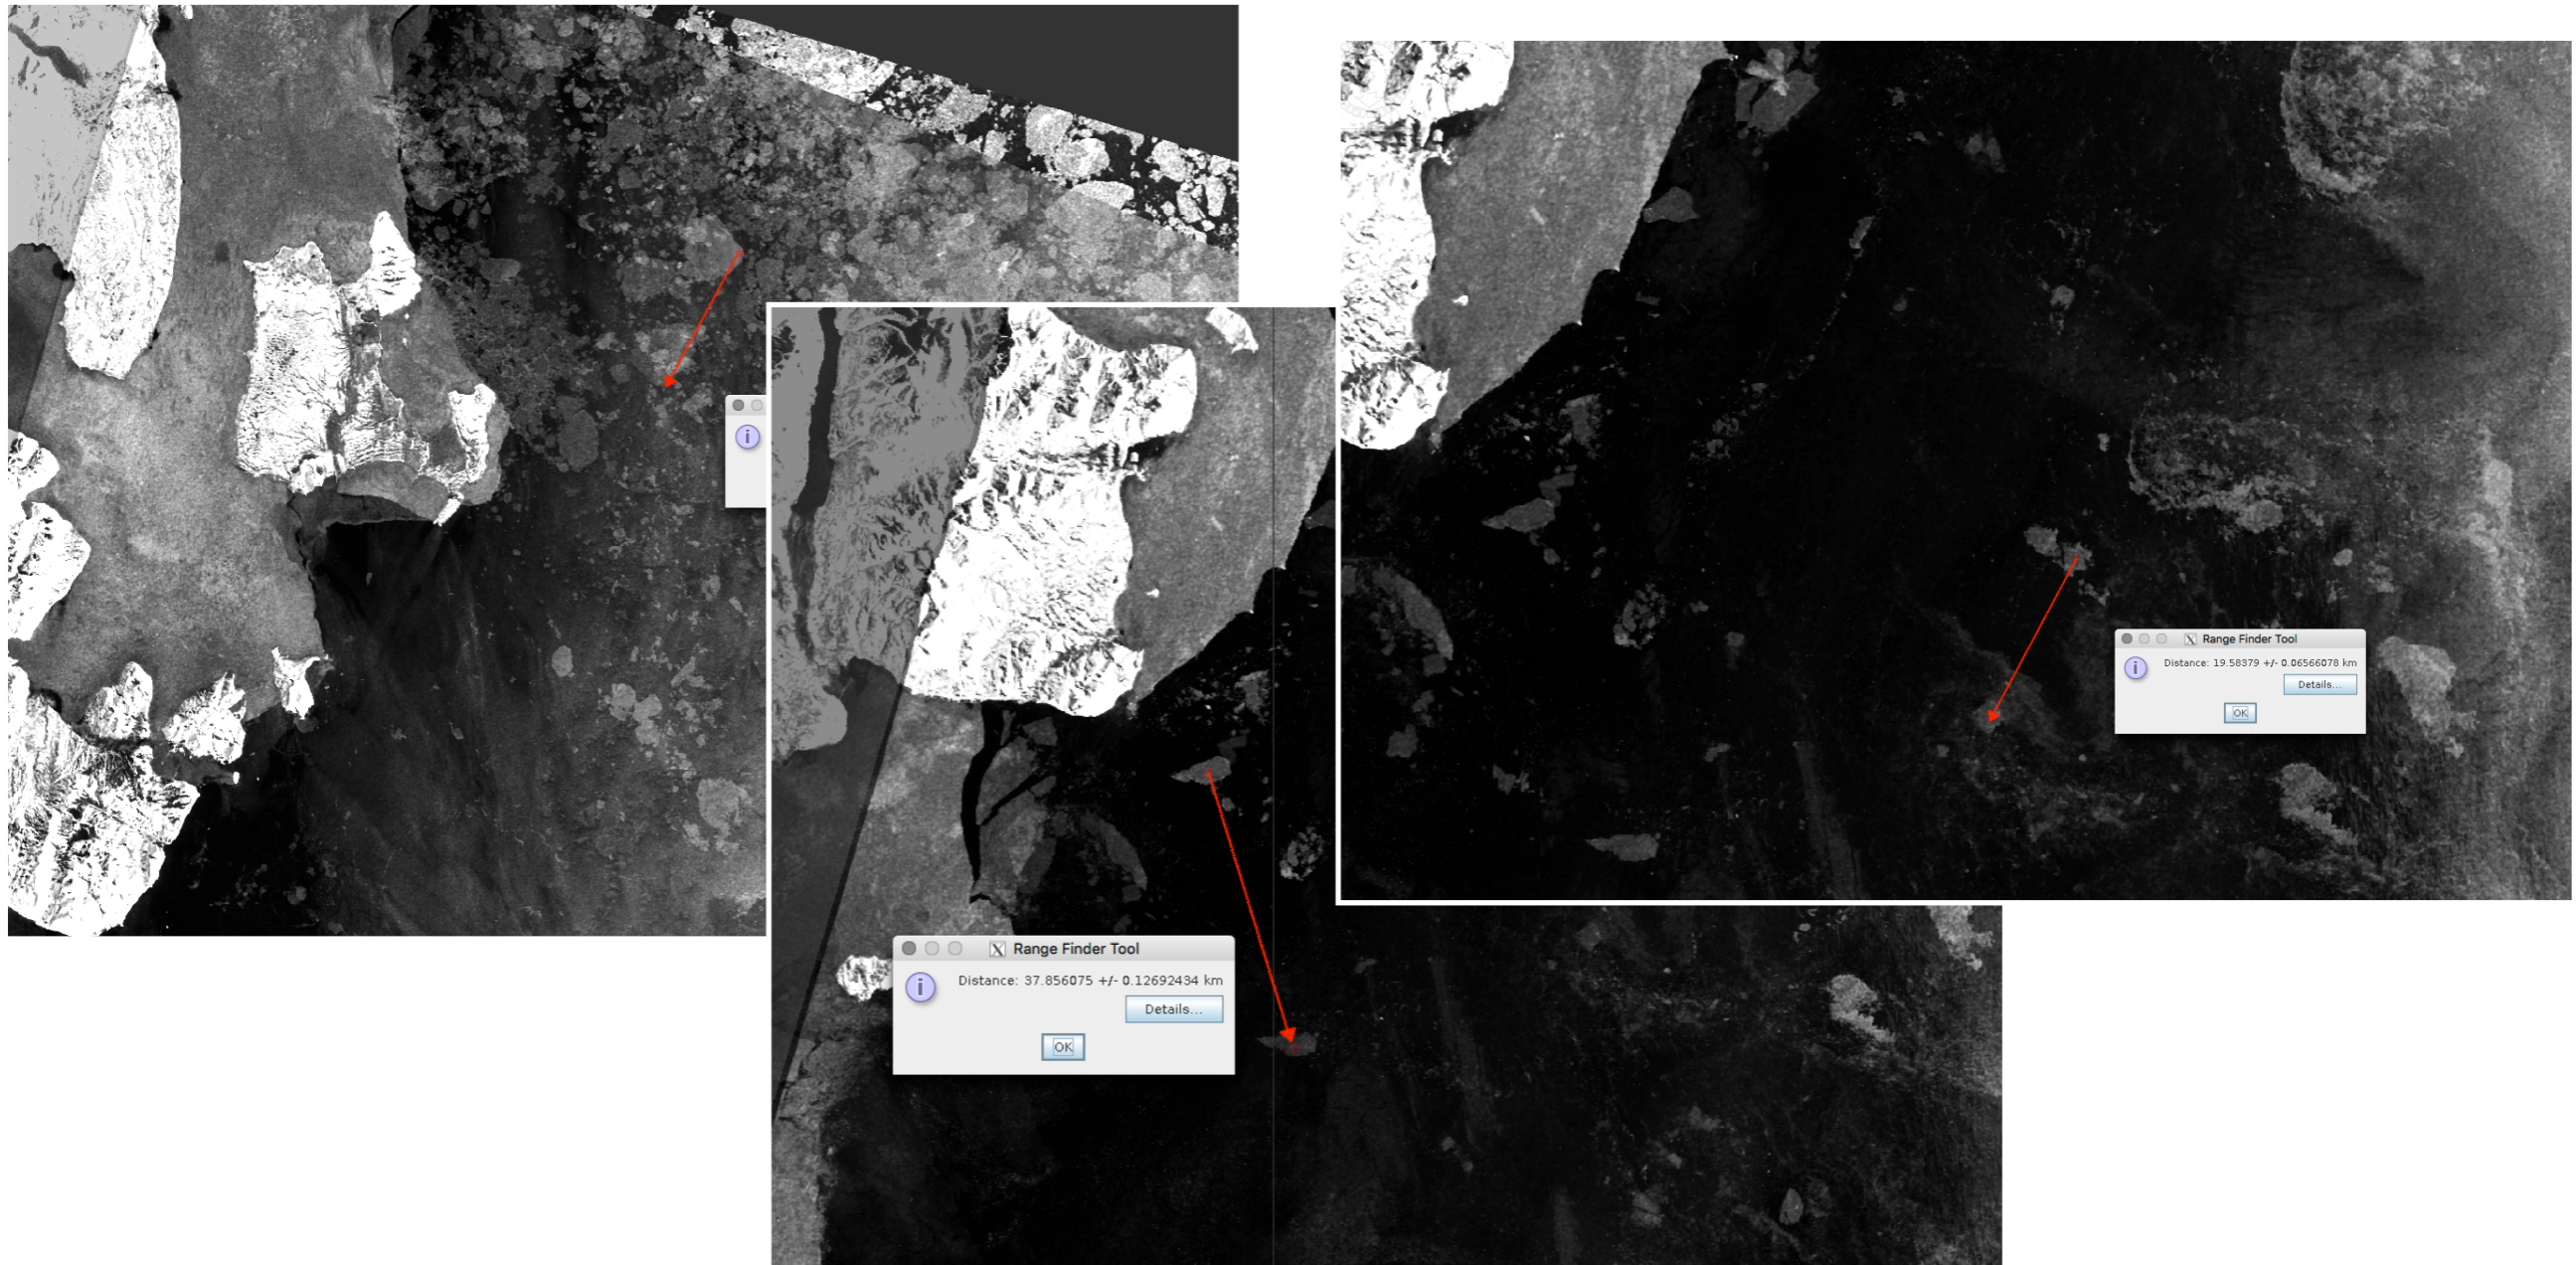 Range Finder Tool
Distance: 19.58379 +/- 0.06566078 km
Details...
OK
Range Finder Tool
Distance: 37.856075 +/- 0.12692434 km
Details...
OK